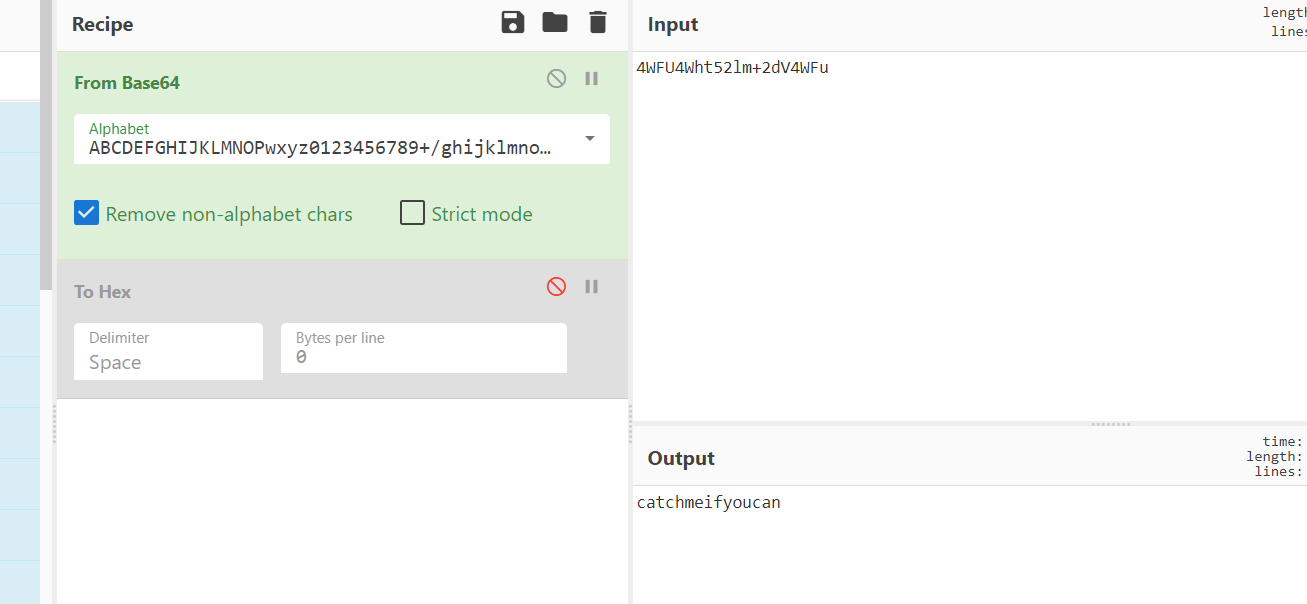 Recipe
From Base64
Alphabet
ABCDEFGHIJKLMNOPwxyz0123456789+/ghijklmno…
Remove non-alphabet chars
Strict mode
To Hex
Delimiter
Space
Bytes per line
0
Input
length
lines
4WFU4Wht52lm+2dV4WFu
Output
time:
length:
lines:
catchmeifyoucan